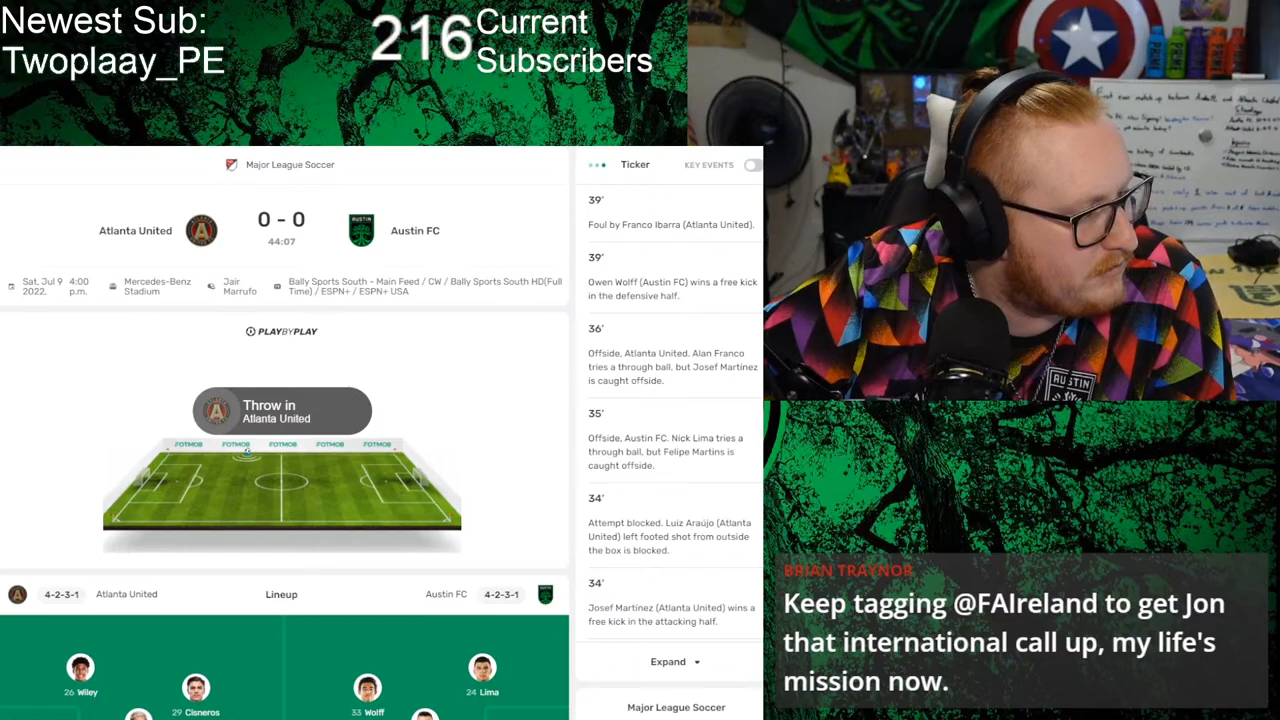 Newest Sub:
Twoplaay_PE
216
Current
Subscribers
Major League Soccer
Atlanta United
0 - 0
44:07
Austin FC
Sat, Jul 9
2022,
4:00
p.m.
Mercedes-Benz
Stadium
Jair
Marrufo
Bally Sports South - Main Feed / CW / Bally Sports South HD(Full
Time) / ESPN+ / ESPN+ USA
PLAYBYPLAY
Throw in
Atlanta United
FOTMOB FOTMOB FOTMOB FOTMOB FOTMOB
4-2-3-1 Atlanta United Lineup Austin FC 4-2-3-1
26 Wiley
29 Cisneros
33 Wolff
24 Lima
Ticker KEY EVENTS
39'
Foul by Franco Ibarra (Atlanta United).
39'
Owen Wolff (Austin FC) wins a free kick
in the defensive half.
36'
Offside, Atlanta United. Alan Franco
tries a through ball, but Josef Martínez
is caught offside.
35'
Offside, Austin FC. Nick Lima tries a
through ball, but Felipe Martins is
caught offside.
34'
Attempt blocked. Luiz Araújo (Atlanta
United) left footed shot from outside
the box is blocked.
34'
Josef Martínez (Atlanta United) wins a
free kick in the attacking half.
Expand
Major League Soccer
AUSTIN
BRIAN TRAYNOR
Keep tagging @FAIreland to get Jon
that international call up, my life's
mission now.